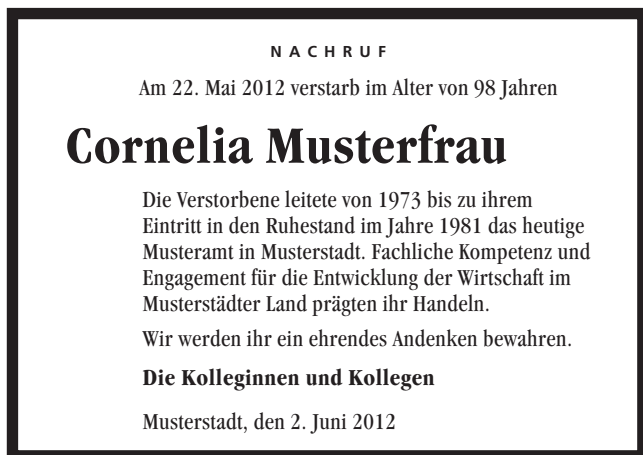 NACHRUF
Am 22. Mai 2012 verstarb im Alter von 98 Jahren
Cornelia Musterfrau
Die Verstorbene leitete von 1973 bis zu ihrem
Eintritt in den Ruhestand im Jahre 1981 das heutige
Musteramt in Musterstadt. Fachliche Kompetenz und
Engagement für die Entwicklung der Wirtschaft im
Musterstädter Land prägten ihr Handeln.
Wir werden ihr ein ehrendes Andenken bewahren.
Die Kolleginnen und Kollegen
Musterstadt, den 2. Juni 2012